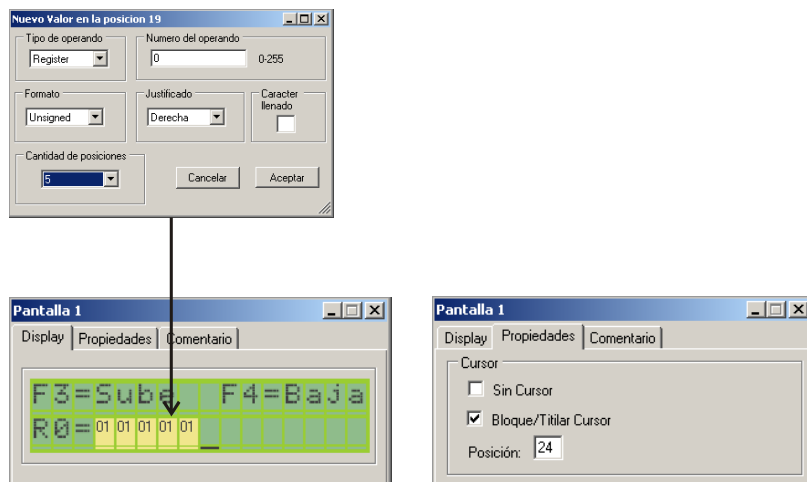 Nuevo Valor en la posicion 19
Tipo de operando
Numero del operando
Register
0
0-255
Formato
Justificado
Caracter llenado
Unsigned
Derecha
Cantidad de posiciones
5
Cancelar
Aceptar
Pantalla 1
Display
Propiedades
Comentario
F3=Sube F4=Baja
R0= 01 01 01 01 01 _
Pantalla 1
Display
Propiedades
Comentario
Cursor
Sin Cursor
Bloque/Titilar Cursor
Posición: 24